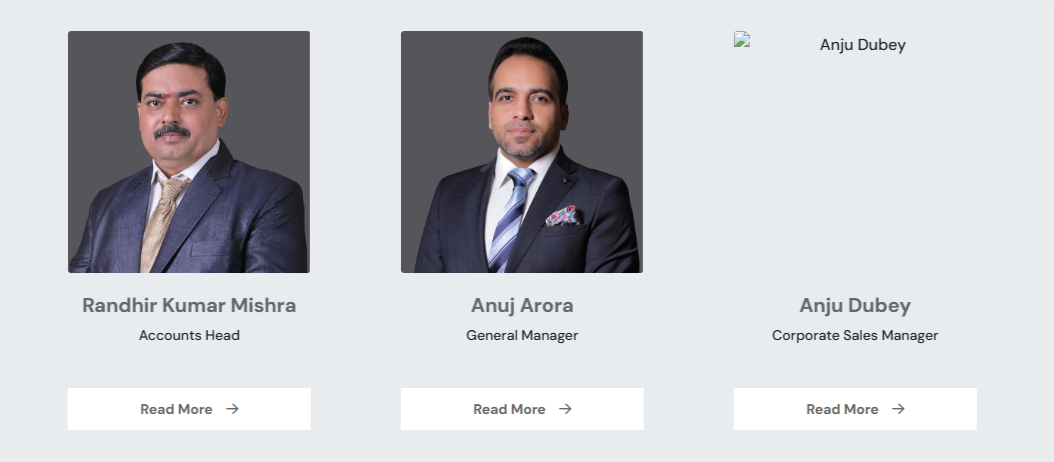 Anju Dubey
Randhir Kumar Mishra
Accounts Head
Read More →
Anuj Arora
General Manager
Read More →
Anju Dubey
Corporate Sales Manager
Read More →